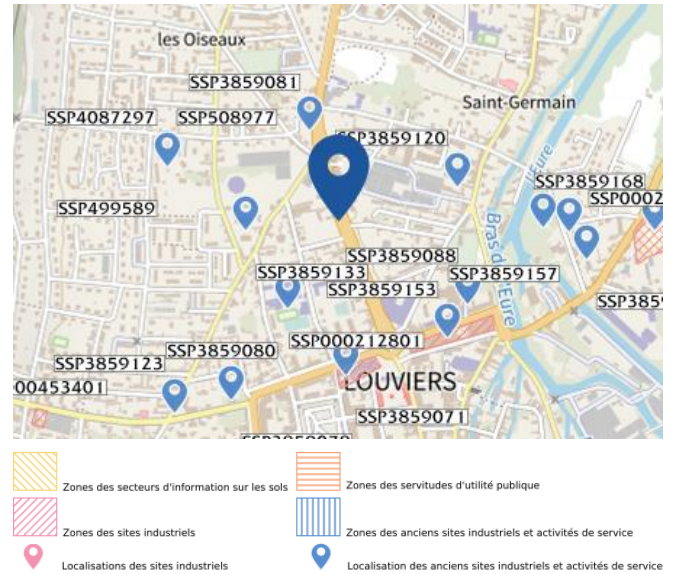 les Oiseaux
SSP3859081
SSP4087297
SSP508977
Saint-Germain
SSP3859120
l'Eure
SSP3859168
SSP0002
SSP499589
Bras de l'Eure
SSP3859088
SSP3859133
SSP3859157
SSP3859153
SSP3859
SSP000212801
SSP3859080
SSP3859123
00453401
LOUVIERS
SSP3859071
Zones des secteurs d'information sur les sols
Zones des servitudes d'utilité publique
Zones des sites industriels
Zones des anciens sites industriels et activités de service
Localisations des sites industriels
Localisation des anciens sites industriels et activités de service